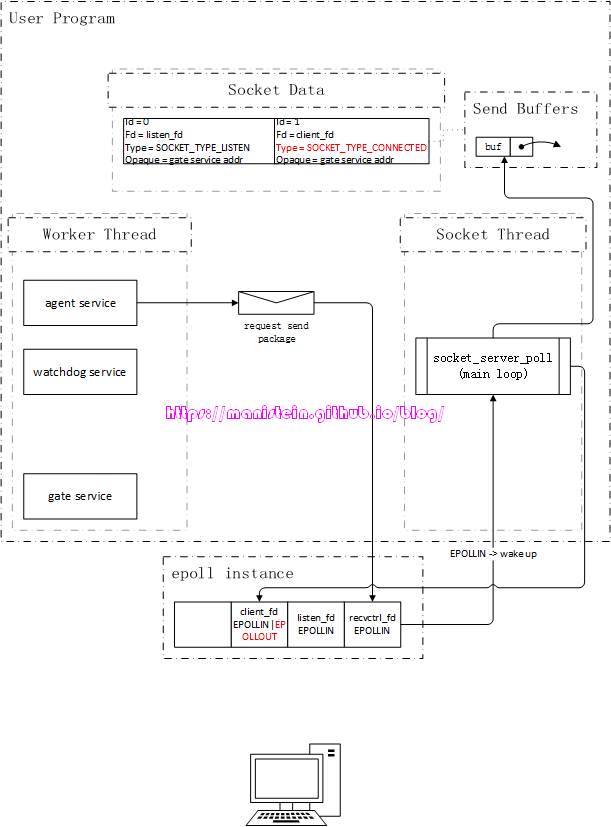 User Program
Socket Data
Id = 0
Fd = listen_fd
Type = SOCKET_TYPE_LISTEN
Opaque = gate service addr
Id = 1
Fd = client_fd
Type = SOCKET_TYPE_CONNECTED
Opaque = gate service addr
Send Buffers
buf
Worker Thread
Socket Thread
agent service
request send
package
watchdog service
socket_server_poll
(main loop)
https://manistein.github.io/blog/
gate service
EPOLLIN -> wake up
epoll instance
client_fd
EPOLLIN|EP
OLLOUT
listen_fd
EPOLLIN
recvctrl_fd
EPOLLIN